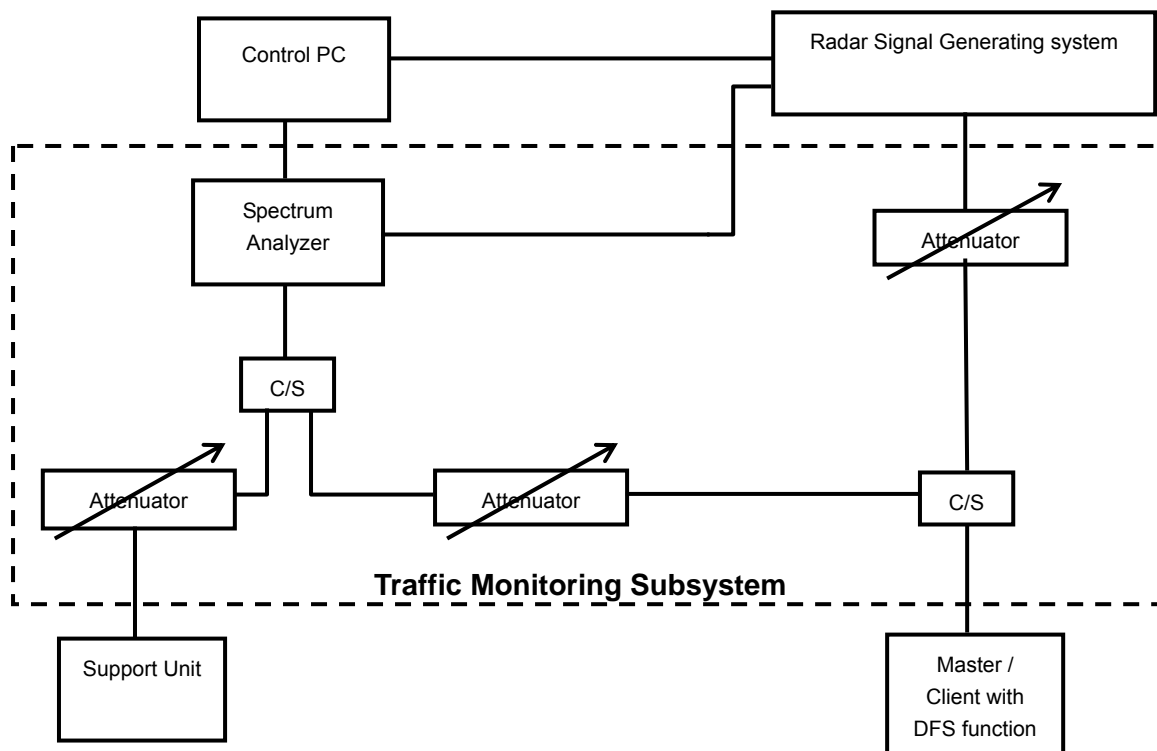 Control PC
Radar Signal Generating system
Spectrum
Analyzer
Attenuator
C/S
Attenuator
Attenuator
C/S
Traffic Monitoring Subsystem
Support Unit
Master /
Client with
DFS function